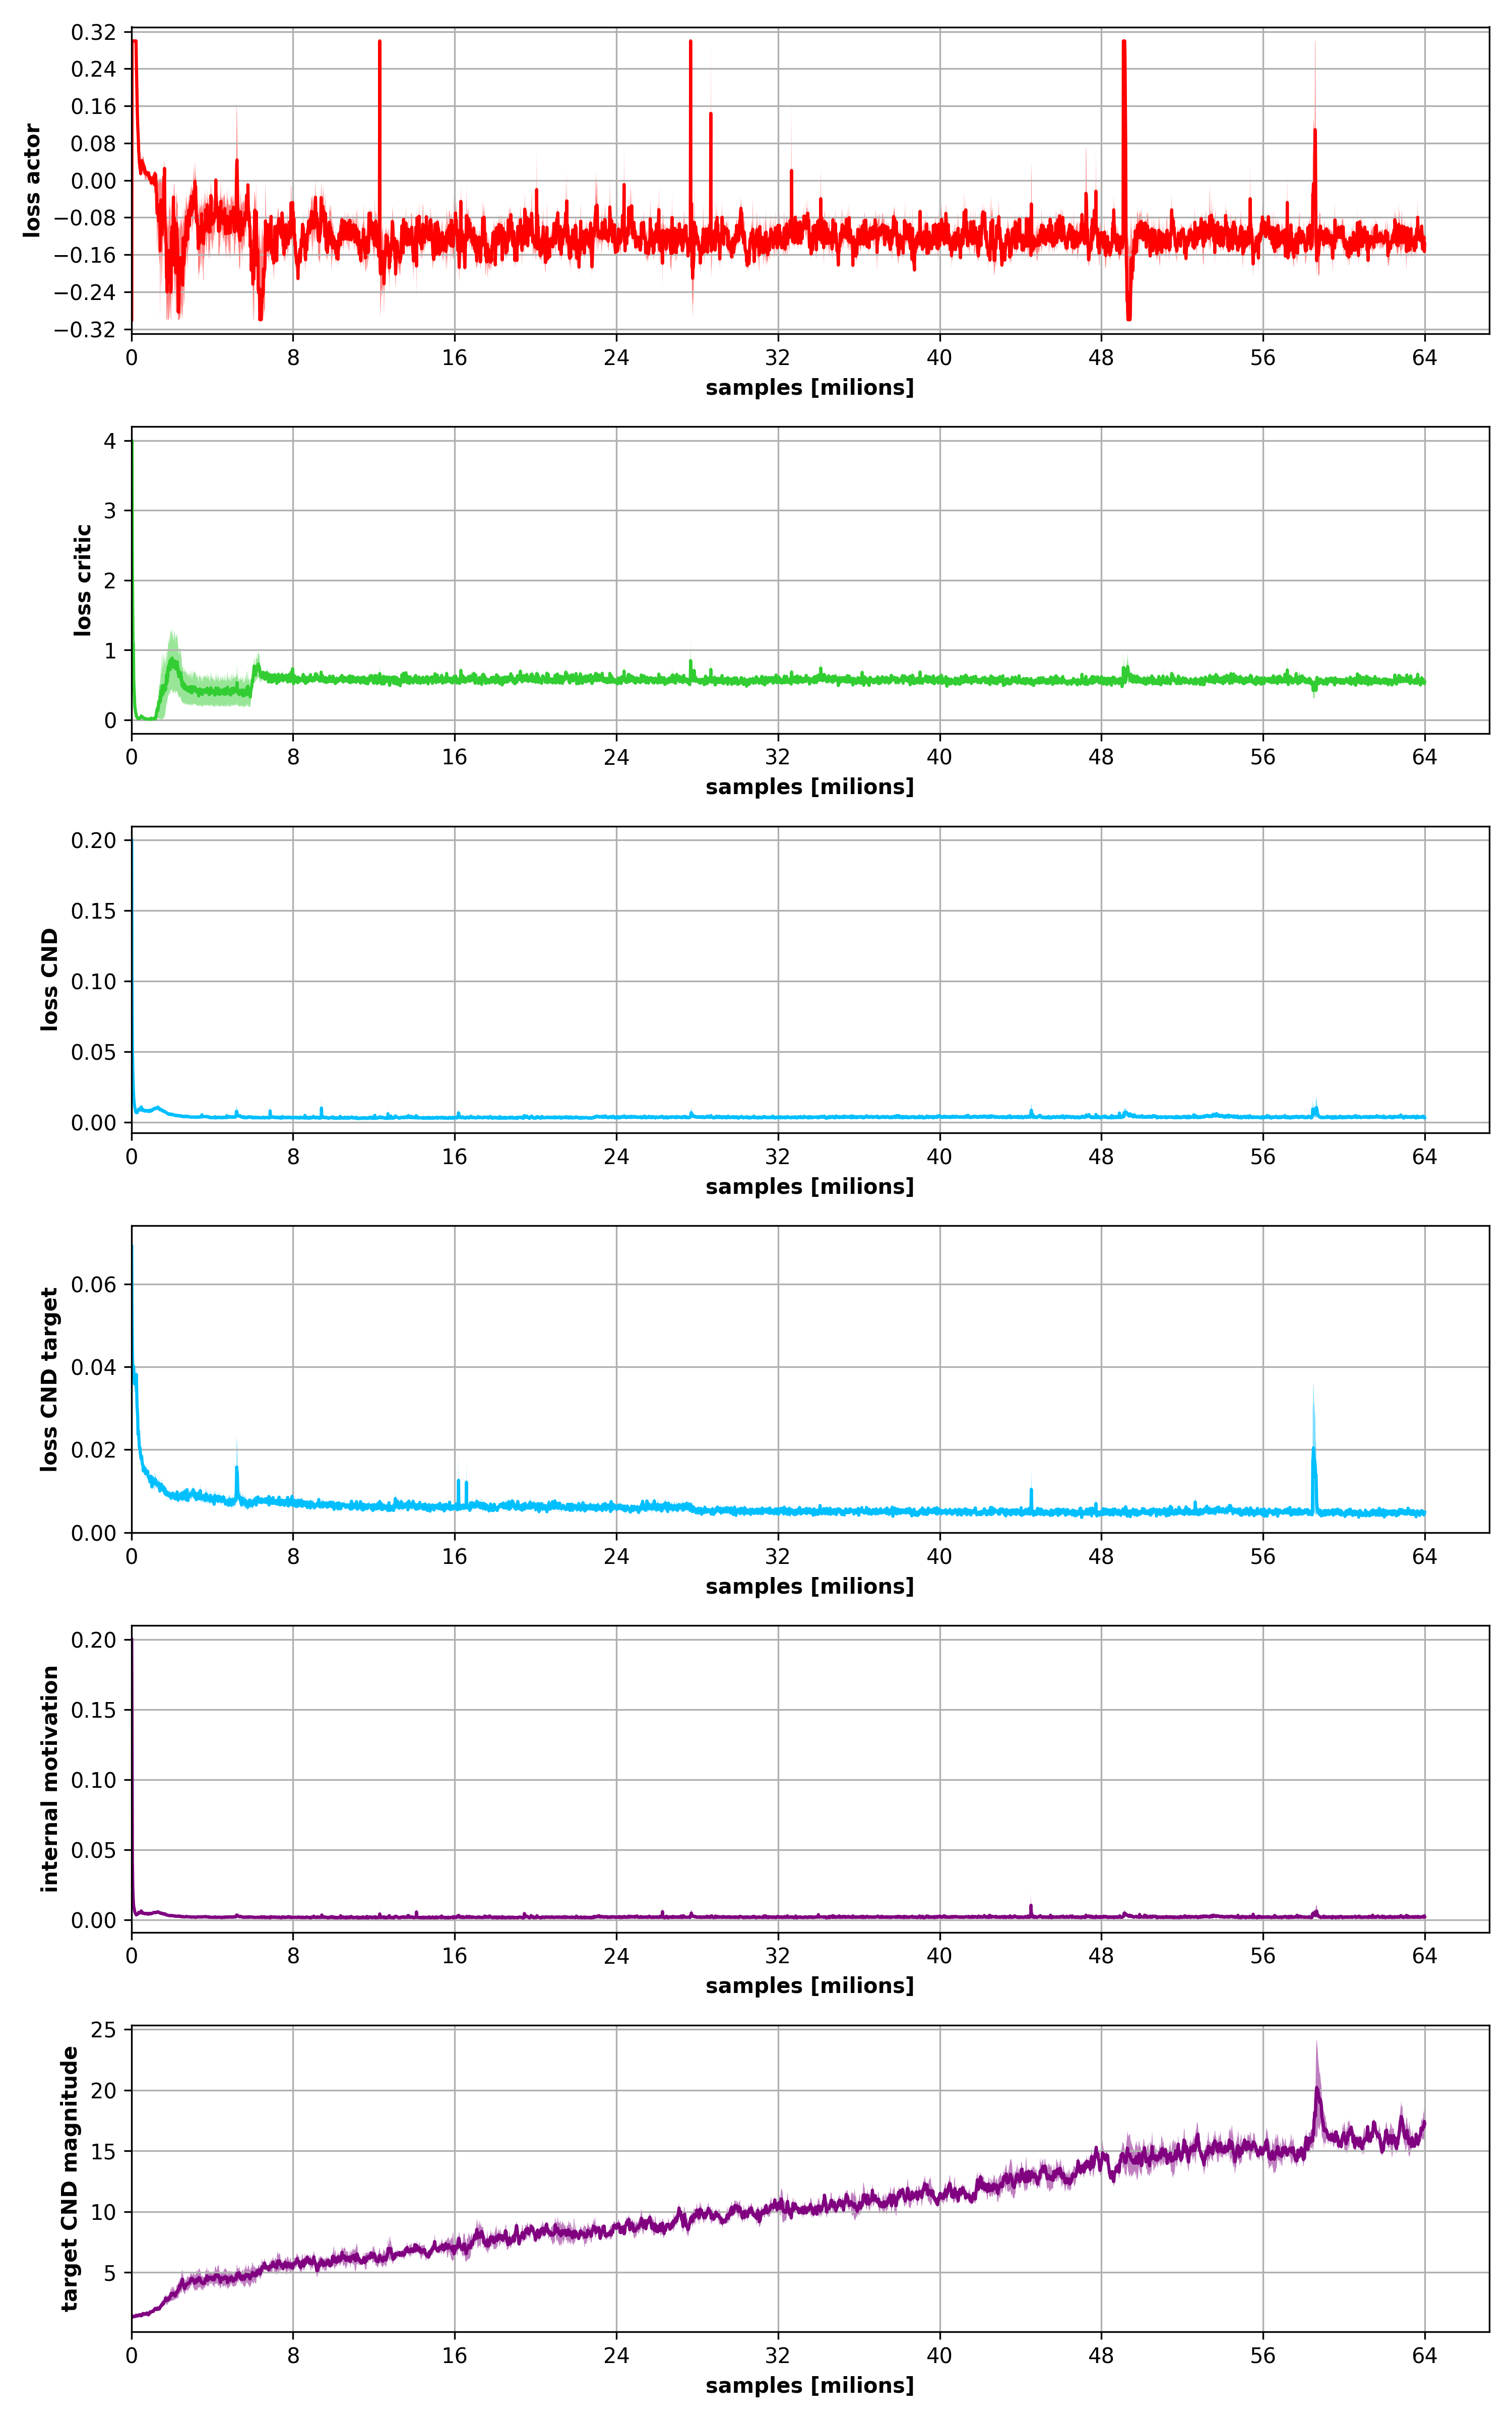 loss actor
0.32
0.24
0.16
0.08
0.00
−0.08
−0.16
−0.24
−0.32
0 8 16 24 32 40 48 56 64
samples [milions]
loss critic
4
3
2
1
0
0 8 16 24 32 40 48 56 64
samples [milions]
loss CND
0.20
0.15
0.10
0.05
0.00
0 8 16 24 32 40 48 56 64
samples [milions]
loss CND target
0.06
0.04
0.02
0.00
0 8 16 24 32 40 48 56 64
samples [milions]
internal motivation
0.20
0.15
0.10
0.05
0.00
0 8 16 24 32 40 48 56 64
samples [milions]
target CND magnitude
25
20
15
10
5
0 8 16 24 32 40 48 56 64
samples [milions]